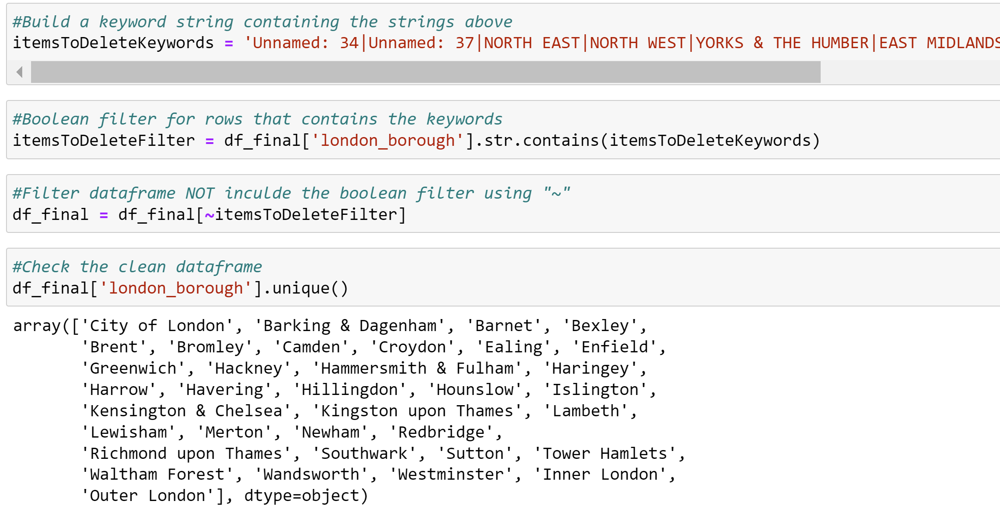 #Build a keyword string containing the strings above
itemsToDeleteKeywords = 'Unnamed: 34|Unnamed: 37|NORTH EAST|NORTH WEST|YORKS & THE HUMBER|EAST MIDLANDS
#Boolean filter for rows that contains the keywords
itemsToDeleteFilter = df_final['london_borough'].str.contains(itemsToDeleteKeywords)
#Filter dataframe NOT inculde the boolean filter using "~"
df_final = df_final[~itemsToDeleteFilter]
#Check the clean dataframe
df_final['london_borough'].unique()
array(['City of London', 'Barking & Dagenham', 'Barnet', 'Bexley',
'Brent', 'Bromley', 'Camden', 'Croydon', 'Ealing', 'Enfield',
'Greenwich', 'Hackney', 'Hammersmith & Fulham', 'Haringey',
'Harrow', 'Havering', 'Hillingdon', 'Hounslow', 'Islington',
'Kensington & Chelsea', 'Kingston upon Thames', 'Lambeth',
'Lewisham', 'Merton', 'Newham', 'Redbridge',
'Richmond upon Thames', 'Southwark', 'Sutton', 'Tower Hamlets',
'Waltham Forest', 'Wandsworth', 'Westminster', 'Inner London',
'Outer London'], dtype=object)